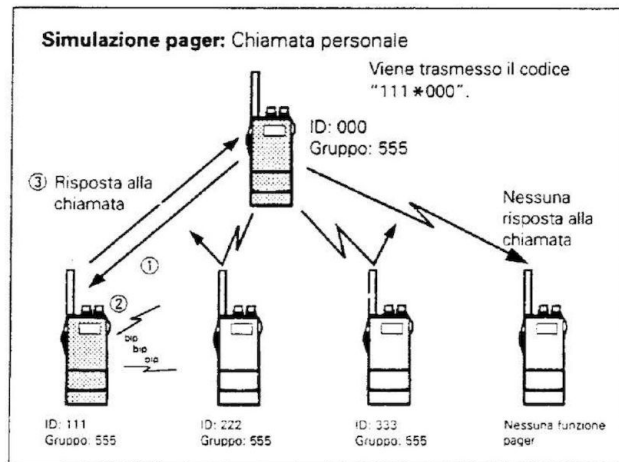 Simulazione pager: Chiamata personale
Viene trasmesso il codice
"111 ✱ 000".
ID: 000
Gruppo: 555
③ Risposta alla
chiamata
Nessuna
risposta alla
chiamata
①
②
bip
bip
bip
ID: 111
Gruppo: 555
ID: 222
Gruppo: 555
ID: 333
Gruppo: 555
Nessuna funzione
pager